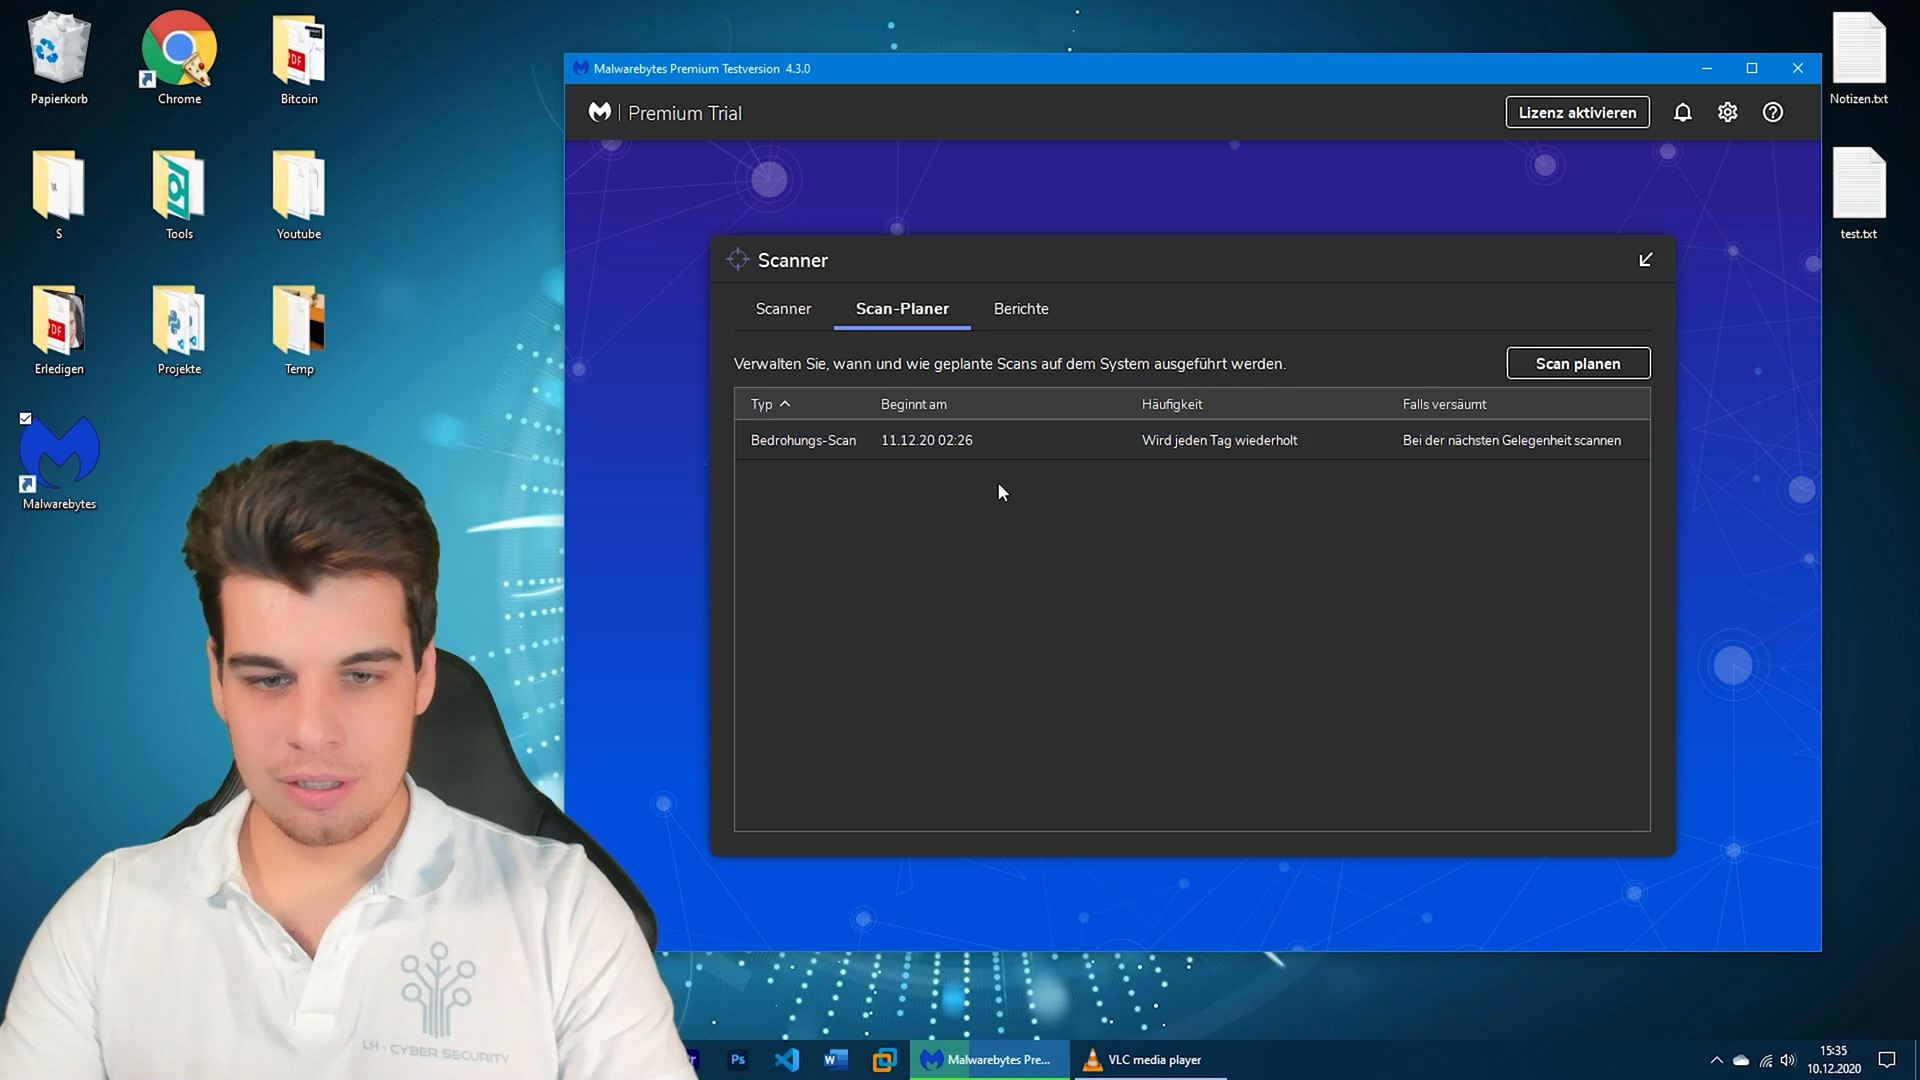 Papierkorb
Chrome
Bitcoin
S
Tools
Youtube
Erledigen
Projekte
Temp
Malwarebytes
PDF
PDF
Malwarebytes Premium Testversion 4.3.0
Premium Trial
Lizenz aktivieren
Scanner
Scanner
Scan-Planer
Berichte
Verwalten Sie, wann und wie geplante Scans auf dem System ausgeführt werden.
Scan planen
Typ
Beginnt am
Häufigkeit
Falls versäumt
Bedrohungs-Scan
11.12.20 02:26
Wird jeden Tag wiederholt
Bei der nächsten Gelegenheit scannen
Notizen.txt
test.txt
LH - CYBER SECURITY
Ps
W
Malwarebytes Pre...
VLC media player
15:35
10.12.2020